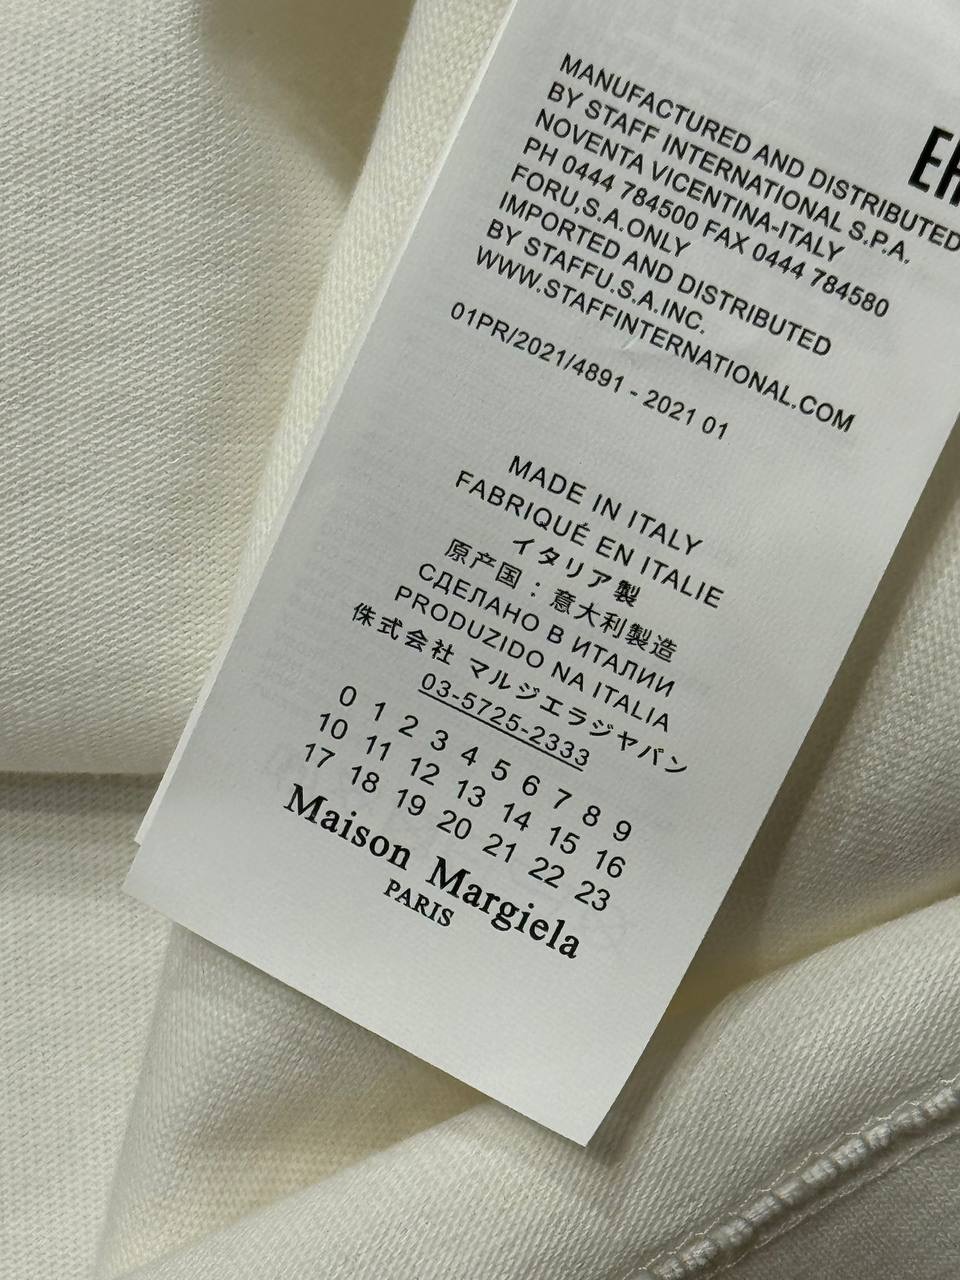 MANUFACTURED AND DISTRIBUTED
BY STAFF INTERNATIONAL S.P.A.
NOVENTA VICENTINA-ITALY
PH 0444 784500 FAX 0444 784580
FORU,S.A.ONLY
IMPORTED AND DISTRIBUTED
BY STAFFU.S.A.INC.
WWW.STAFFINTERNATIONAL.COM
01PR/2021/4891 - 2021 01
MADE IN ITALY
FABRIQUÉ EN ITALIE
イタリア製
原产国：意大利製造
СДЕЛАНО В ИТАЛИИ
PRODUZIDO NA ITALIA
侏式会社 マルジエラジヤバン
03-5725-2333
0 1 2 3 4 5 6 7 8 9
10 11 12 13 14 15 16
17 18 19 20 21 22 23
Maison Margiela
PARIS